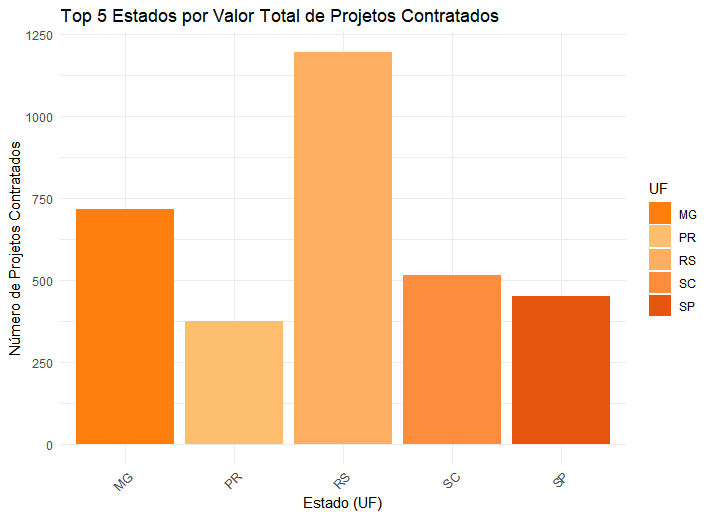 Top 5 Estados por Valor Total de Projetos Contratados
Número de Projetos Contratados
1250
1000
750
500
250
0
MG
PR
RS
SC
SP
Estado (UF)
UF
MG
PR
RS
SC
SP